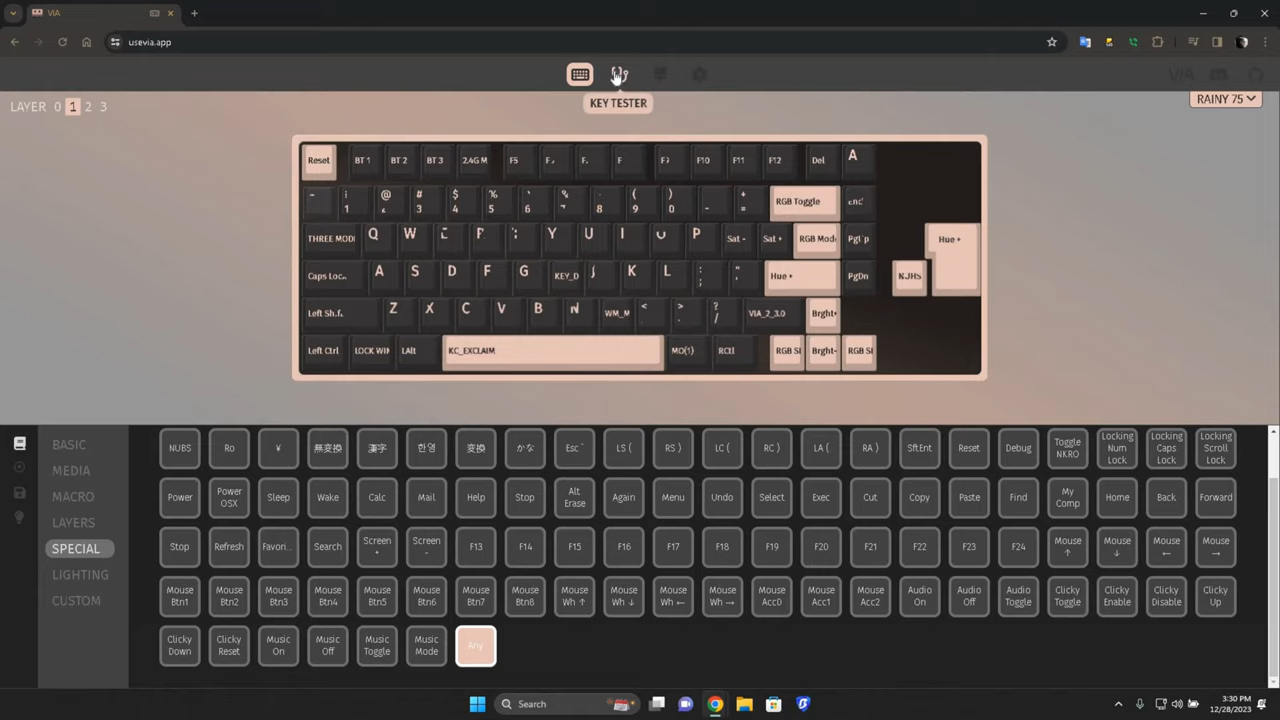 VIA
usevia.app
KEY TESTER
VIA
LAYER 0 1 2 3
RAINY 75
Reset BT 1 BT 2 BT 3 2.4G M F5 F10 F11 F12 Del A
1 @ # 3 $ 4 % 5 6 8 ( 9 ) 0 - + = RGB Toggle
THREE MOD Q W P Y U I P Sat - Sat + RGB Mod Hue +
Caps Loc.. A S D F G KEY_D J K L ; : " Hue + PgDn NUHS
Z X C V B N WM_M < > ? / VIA_2_3.0 Brght+
Left Ctrl LOCK WIN LAlt KC_EXCLAIM MO(1) RCtl RGB S Brght- RGB S
BASIC
MEDIA
MACRO
LAYERS
SPECIAL
LIGHTING
CUSTOM
NUBS Ro ¥ 無変換 漢字 한영 変換 かな Esc ` LS ( RS ) LC ( RC ) LA ( RA ) SftEnt Reset Debug Toggle NKRO Locking Num Lock Locking Caps Lock Locking Scroll Lock
Power Power OSX Sleep Wake Calc Mail Help Stop Alt Erase Again Menu Undo Select Exec Cut Copy Paste Find My Comp Home Back Forward
Stop Refresh Favori... Search Screen + Screen - F13 F14 F15 F16 F17 F18 F19 F20 F21 F22 F23 F24 Mouse ↑ Mouse ↓ Mouse ← Mouse →
Mouse Btn1 Mouse Btn2 Mouse Btn3 Mouse Btn4 Mouse Btn5 Mouse Btn6 Mouse Btn7 Mouse Btn8 Mouse Wh ↑ Mouse Wh ↓ Mouse Wh ← Mouse Wh → Mouse Acc0 Mouse Acc1 Mouse Acc2 Audio On Audio Off Audio Toggle Clicky Toggle Clicky Enable Clicky Disable Clicky Up
Clicky Down Clicky Reset Music On Music Off Music Toggle Music Mode Any
Search
3:30 PM
12/28/2023